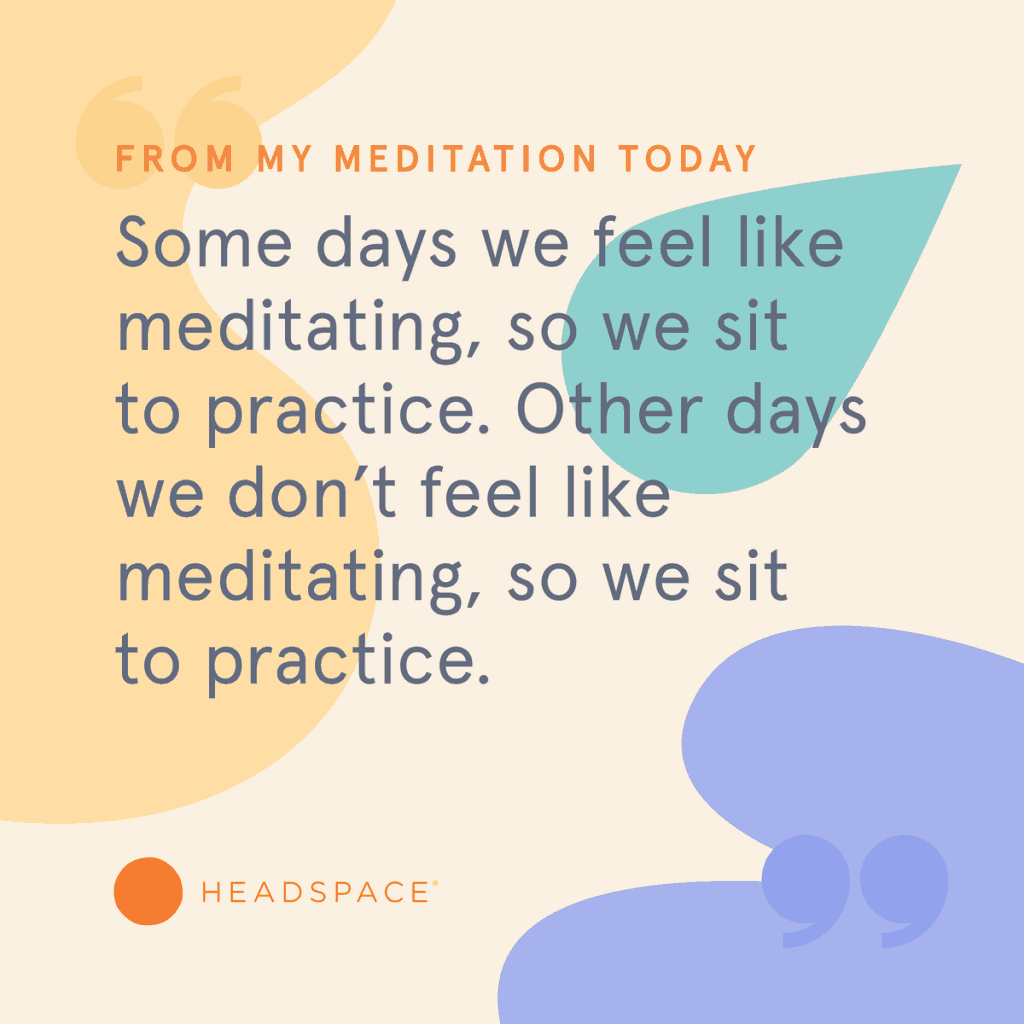 FROM MY MEDITATION TODAY
Some days we feel like
meditating, so we sit
to practice. Other days
we don’t feel like
meditating, so we sit
to practice.
HEADSPACE